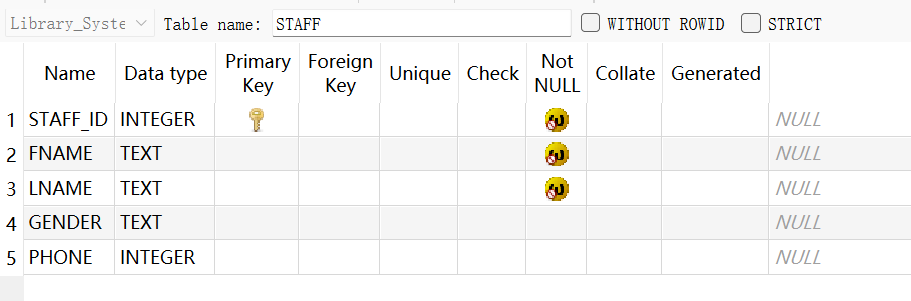 Library_Syste Table name: STAFF WITHOUT ROWID STRICT
Name Data type Primary Key Foreign Key Unique Check Not NULL Collate Generated
1 STAFF_ID INTEGER NULL
2 FNAME TEXT NULL
3 LNAME TEXT NULL
4 GENDER TEXT NULL
5 PHONE INTEGER NULL